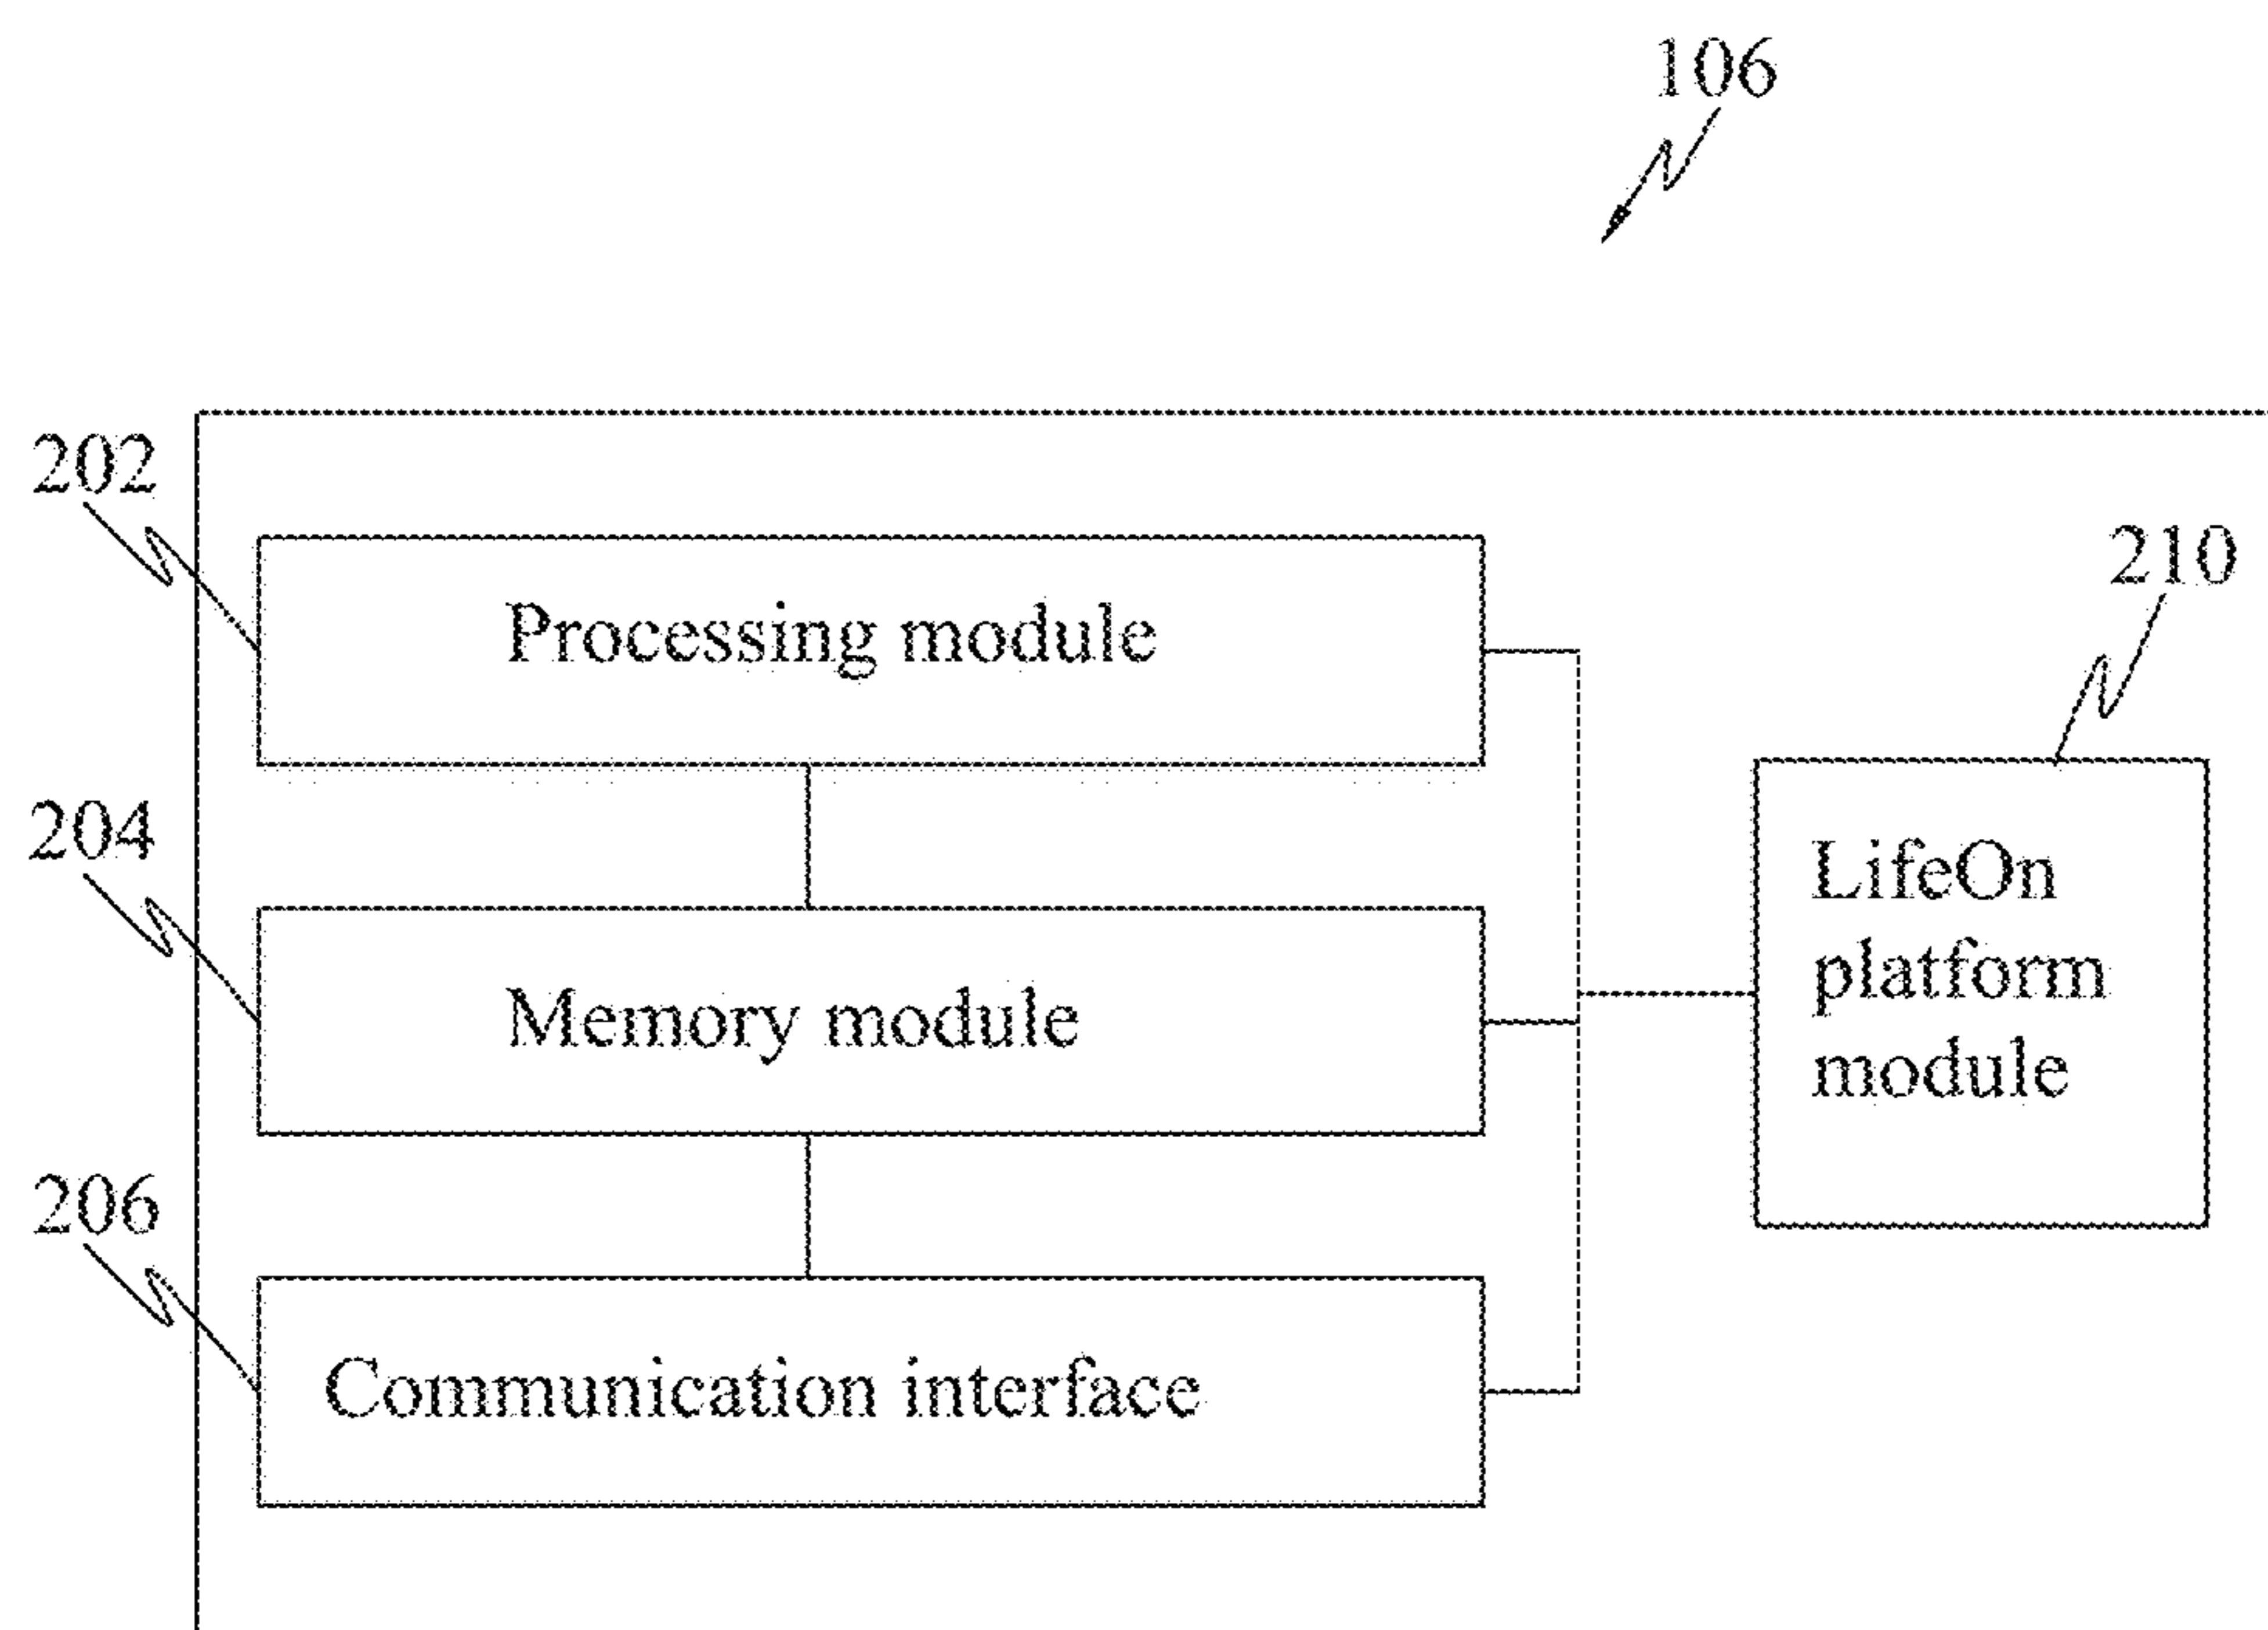 106
202
Processing module
210
204
LifeOn
platform
module
Memory module
206
Communication interface